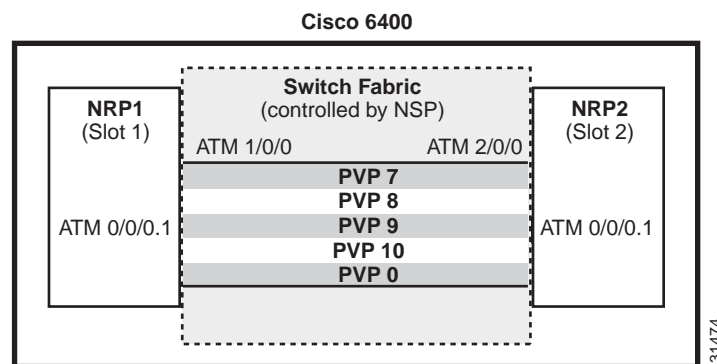 Cisco 6400
Switch Fabric
(controlled by NSP)
NRP1
(Slot 1)
NRP2
(Slot 2)
ATM 1/0/0
ATM 2/0/0
PVP 7
PVP 8
ATM 0/0/0.1
PVP 9
ATM 0/0/0.1
PVP 10
PVP 0
31474